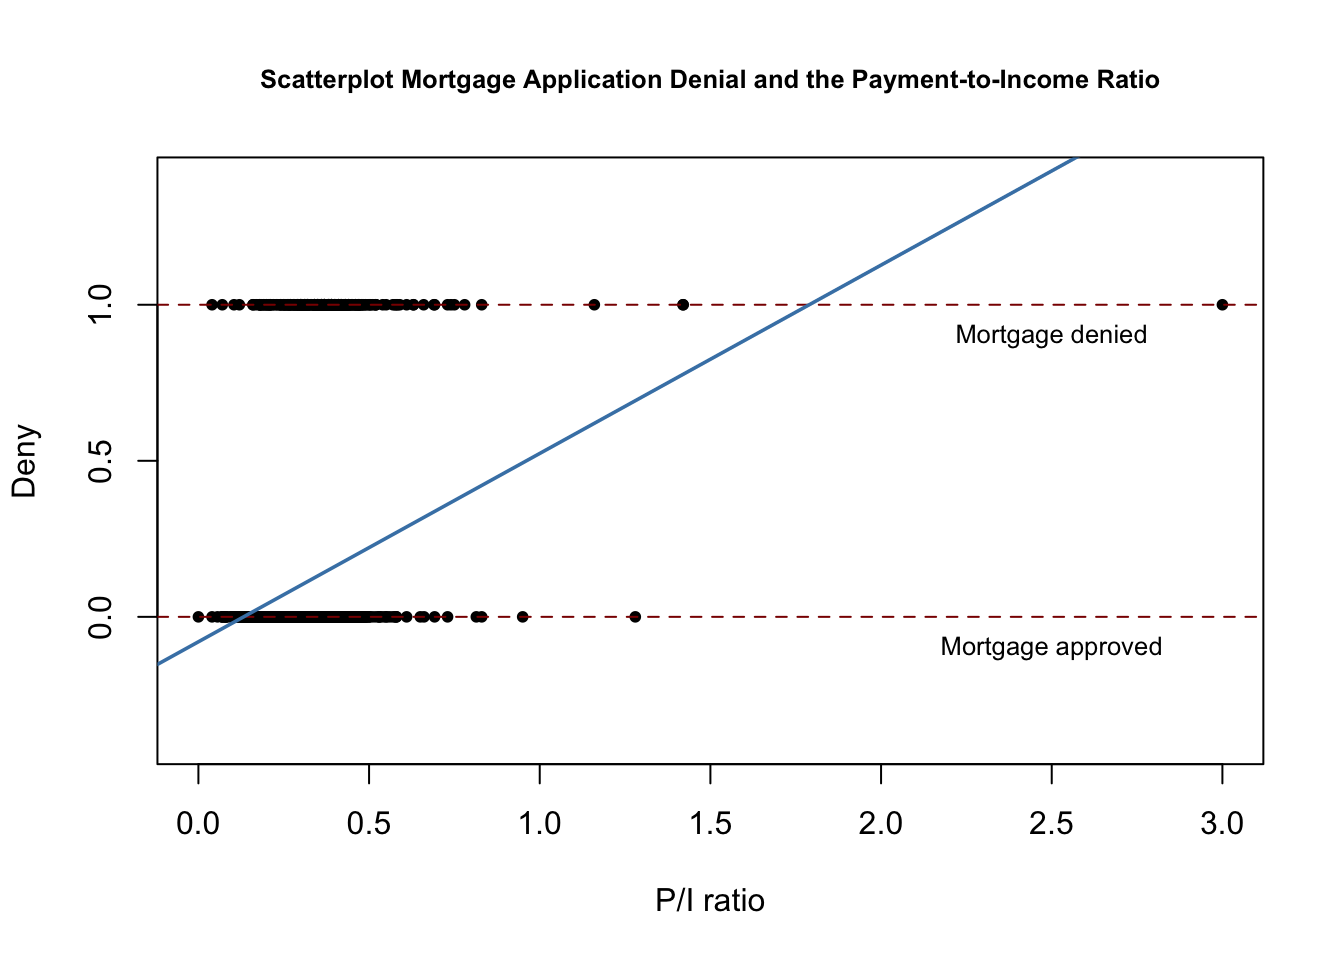 Scatterplot Mortgage Application Denial and the Payment-to-Income Ratio
1.0
Mortgage denied
Deny
0.5
0.0
Mortgage approved
0.0 0.5 1.0 1.5 2.0 2.5 3.0
P/I ratio